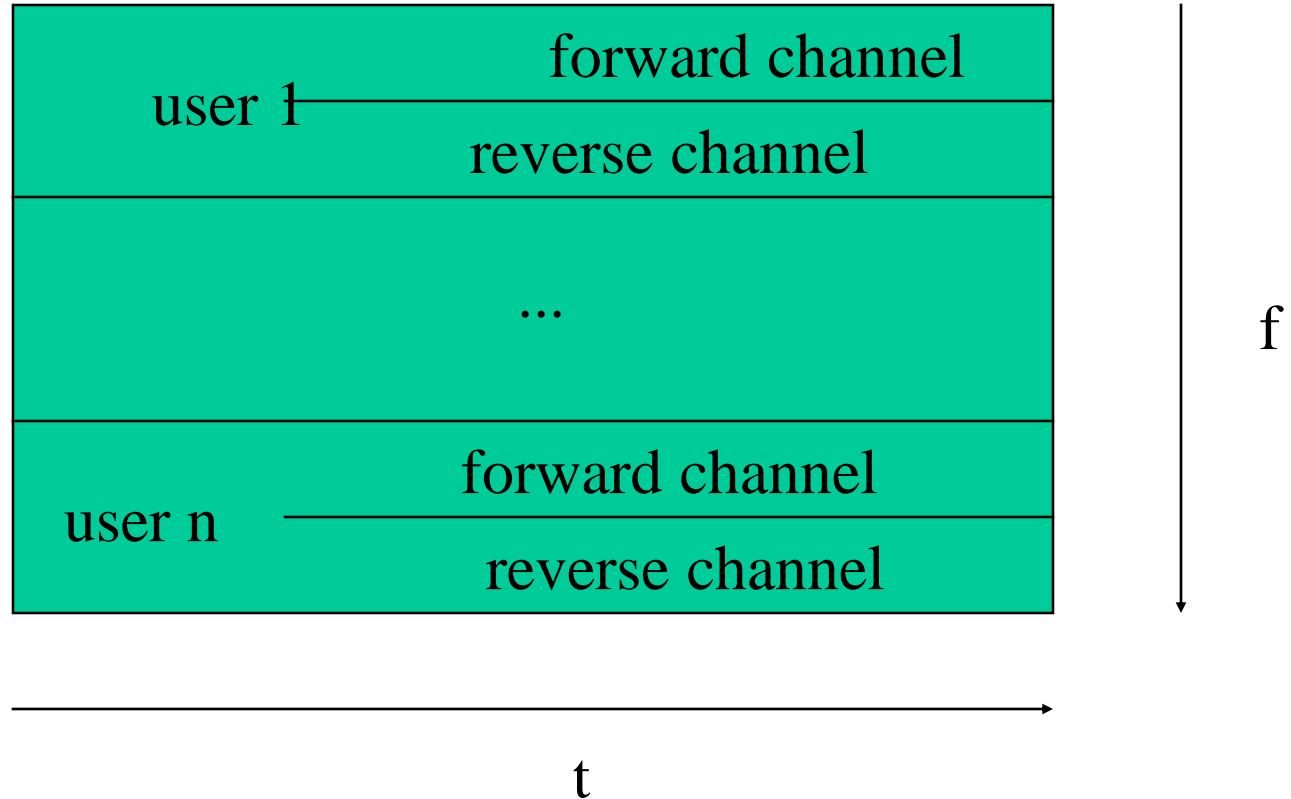 forward channel
user 1
reverse channel
...
f
forward channel
user n
reverse channel
t